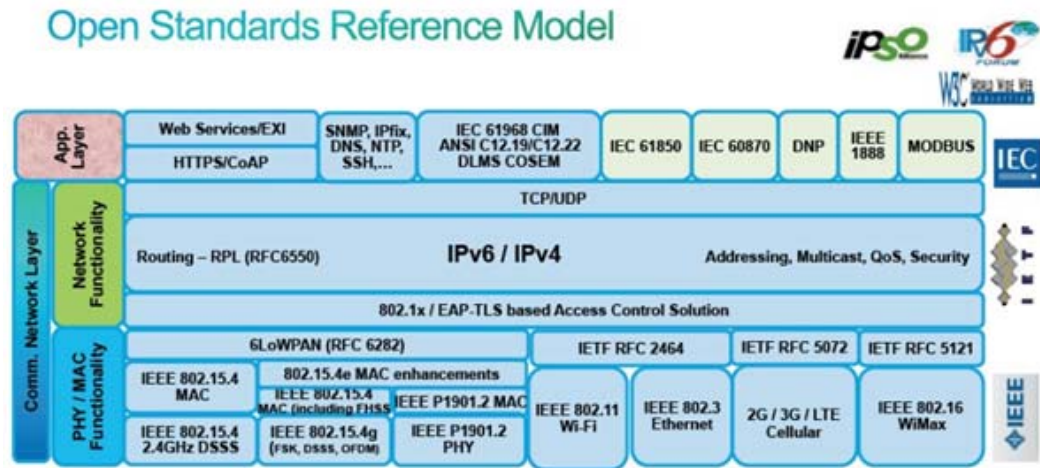 Open Standards Reference Model
ipso
Alliance
IPv6
FORUM
W3C WORLD WIDE WEB
consortium
App.
Layer
Web Services/EXI
HTTPS/CoAP
SNMP, IPfix,
DNS, NTP,
SSH,...
IEC 61968 CIM
ANSI C12.19/C12.22
DLMS COSEM
IEC 61850
IEC 60870
DNP
IEEE
1888
MODBUS
IEC
Comm. Network Layer
Network
Functionality
TCP/UDP
Routing – RPL (RFC6550)
IPv6 / IPv4
Addressing, Multicast, QoS, Security
802.1x / EAP-TLS based Access Control Solution
I E T F
PHY / MAC
Functionality
6LoWPAN (RFC 6282)
IETF RFC 2464
IETF RFC 5072
IETF RFC 5121
IEEE 802.15.4
MAC
802.15.4e MAC enhancements
IEEE 802.15.4
MAC (including FHSS
IEEE P1901.2 MAC
IEEE 802.15.4
2.4GHz DSSS
IEEE 802.15.4g
(FSK, DSSS, OFDM)
IEEE P1901.2
PHY
IEEE 802.11
Wi-Fi
IEEE 802.3
Ethernet
2G / 3G / LTE
Cellular
IEEE 802.16
WiMax
IEEE